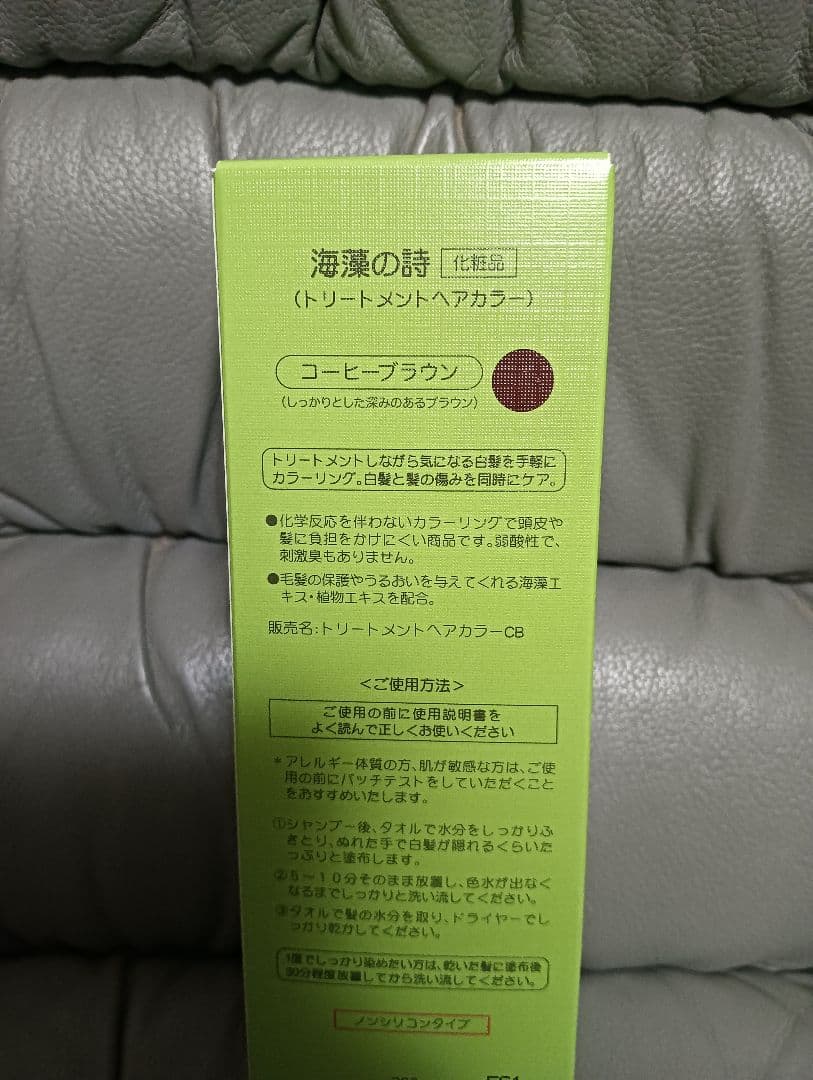 海藻の詩 化粧品
(トリートメントヘアカラー)
コーヒーブラウン
(しっかりとした深みのあるブラウン)
トリートメントしながら気になる白髪を手軽に
カラーリング。白髪と髪の傷みを同時にケア。
●化学反応を伴わないカラーリングで頭皮や
髪に負担をかけにくい商品です。弱酸性で、
刺激臭もありません。
●毛髪の保護やうるおいを与えてくれる海藻エ
キス・植物エキスを配合。
販売名:トリートメントヘアカラーCB
<ご使用方法>
ご使用の前に使用説明書を
よく読んで正しくお使いください
*アレルギー体質の方、肌が敏感な方は、ご使
用の前にパッチテストをしていただくこと
をおすすめいたします。
①シャンプー後、タオルで水分をしっかりふ
きとり、ぬれた手で白髪が隠れるくらいた
っぷりと塗布します。
②5～10分そのまま放置し、色水が出なく
なるまでしっかりと洗い流してください。
③タオルで髪の水分を取り、ドライヤーでし
っかり乾かしてください。
1度でしっかり染めたい方は、乾いた髪に塗布後
30分程度放置してから洗い流してください。
ノンシリコンタイプ